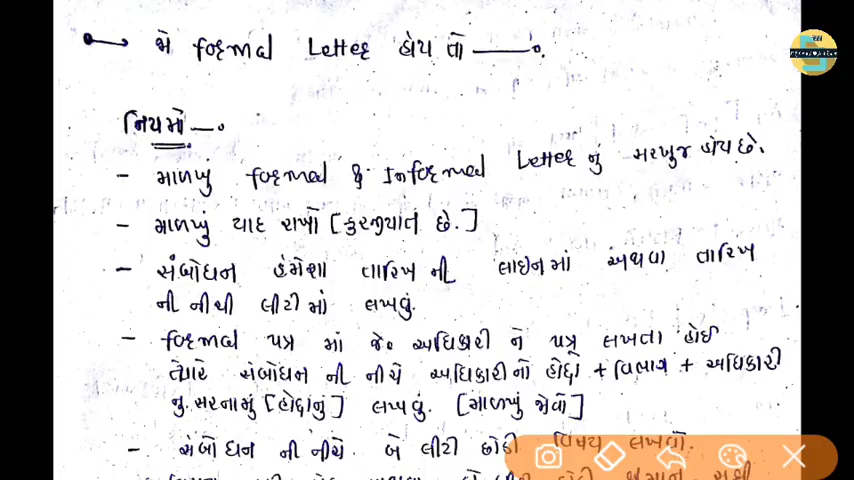 જો formal Letter હોય તો
નિયમો
- માળખુ formal & Informal Letter નું સરખુજ હોય છે.
- માળખું યાદ રાખો [ફરજીયાત છે.]
- સંબોધન હંમેશા તારિખ ની લાઇનમાં અથવા તારિખ
ની નીચી લીટી માં લખવું.
- formal પત્ર માં જે અધિકારી ને પત્ર લખતા હોઈ
ત્યારે સંબોધન ની નીચે અધિકારીનો હોદ્દો + વિભાગ + અધિકારી
નુ સરનામું [હોદ્દાનું] લખવું. [માળખું જેવો]
- સંબોધન ની નીચે બે લીટી છોડી વિષય લખવો.